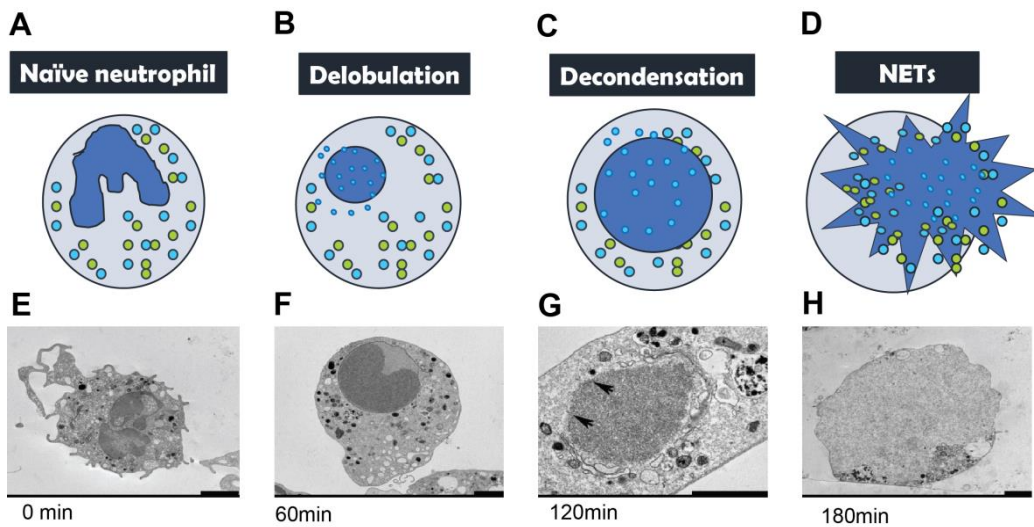 A
B
C
D
Naïve neutrophil
Delobulation
Decondensation
NETs
E
F
G
H
0 min
60min
120min
180min